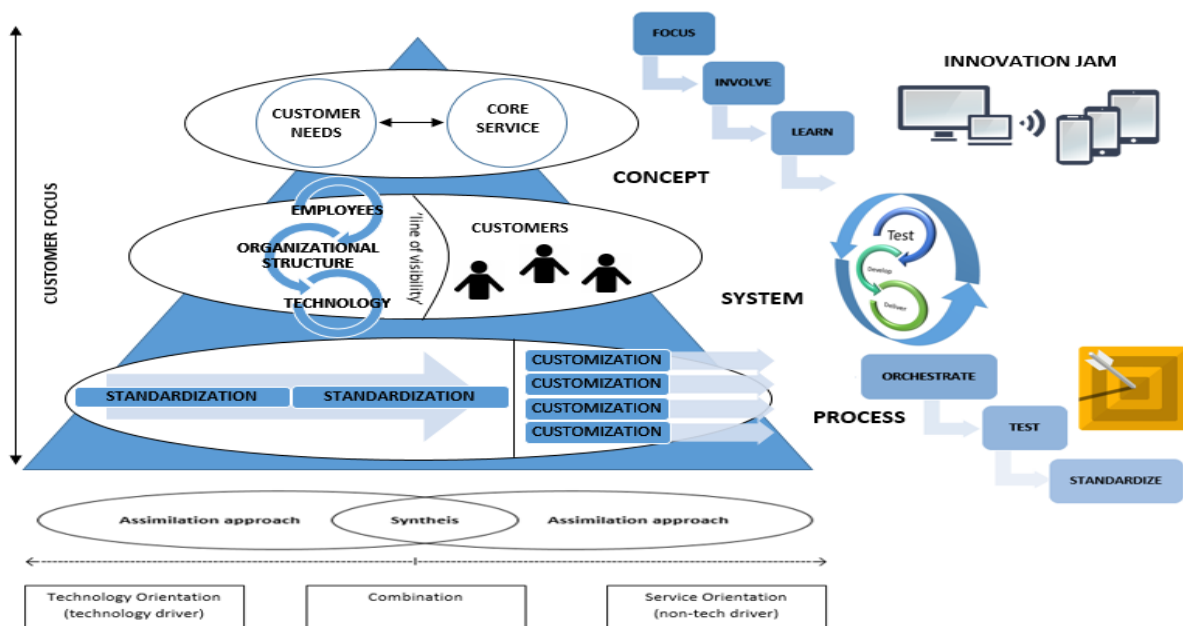 FOCUS
INVOLVE
LEARN
INNOVATION JAM
CUSTOMER
NEEDS
CORE
SERVICE
CONCEPT
CUSTOMER FOCUS
EMPLOYEES
ORGANIZATIONAL
STRUCTURE
TECHNOLOGY
'line of visibility'
CUSTOMERS
SYSTEM
Test
Develop
Deliver
STANDARDIZATION
STANDARDIZATION
CUSTOMIZATION
CUSTOMIZATION
CUSTOMIZATION
CUSTOMIZATION
PROCESS
ORCHESTRATE
TEST
STANDARDIZE
Assimilation approach
Syntheis
Assimilation approach
Technology Orientation
(technology driver)
Combination
Service Orientation
(non-tech driver)